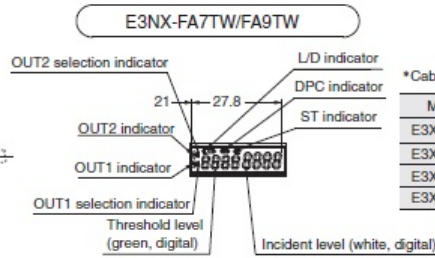 E3NX-FA7TW/FA9TW
OUT2 selection indicator
L/D indicator
DPC indicator
ST indicator
21
27.8
OUT2 indicator
OUT1 indicator
OUT1 selection indicator
Threshold level
(green, digital)
Incident level (white, digital)
*Cab
M
E3X
E3X
E3X
E3X